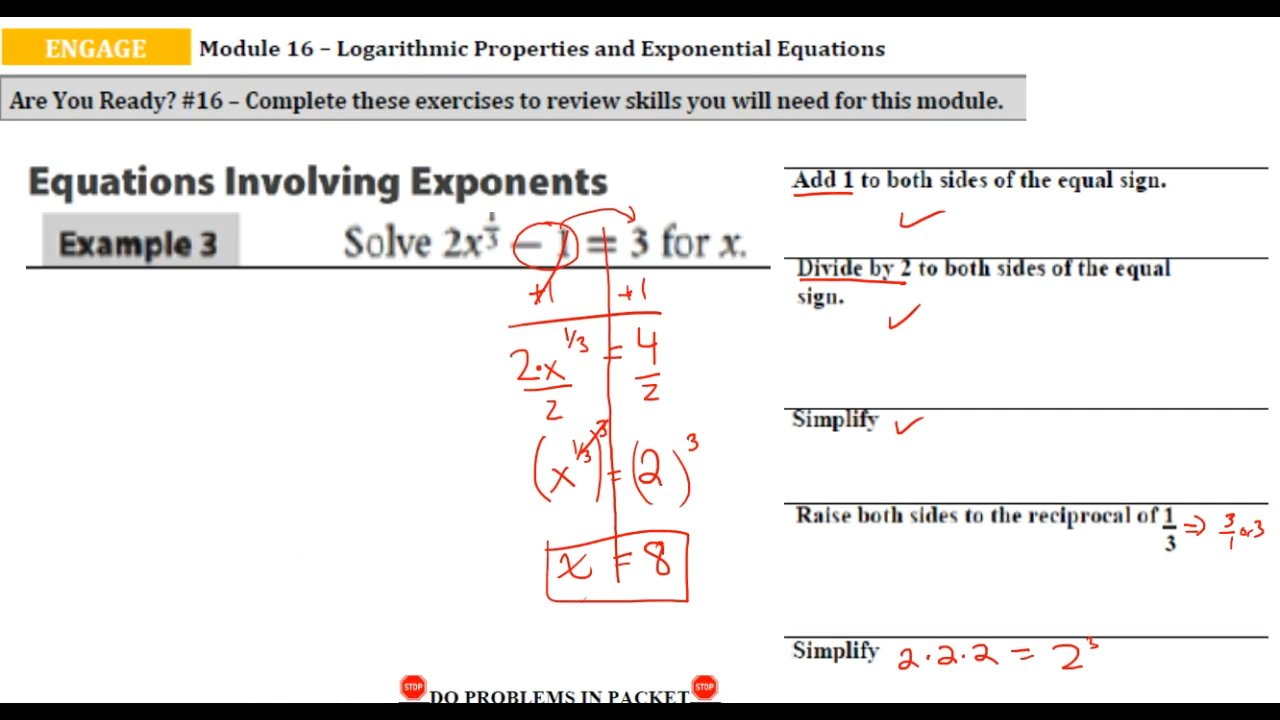 ENGAGE Module 16 – Logarithmic Properties and Exponential Equations
Are You Ready? #16 – Complete these exercises to review skills you will need for this module.
Equations Involving Exponents
Example 3 Solve 2x^{1/3} − 1 = 3 for x.
+1 +1
2·x^{1/3} = 4
2 2
(x^{1/3})^3 = (2)^3
x = 8
Add 1 to both sides of the equal sign.
✓
Divide by 2 to both sides of the equal
sign.
✓
Simplify ✓
Raise both sides to the reciprocal of 1/3 ⇒ 3/1 or 3
Simplify 2·2·2 = 2^3
STOP DO PROBLEMS IN PACKET STOP